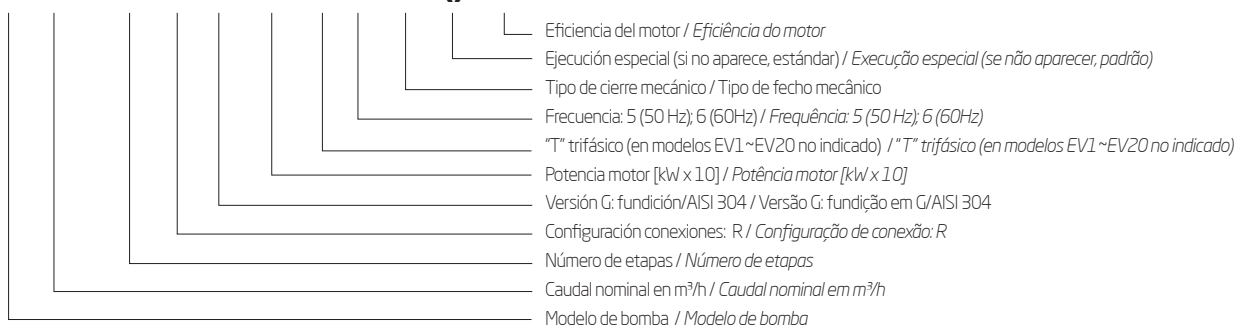 Eficiencia del motor / Eficiência do motor
Ejecución especial (si no aparece, estándar) / Execução especial (se não aparecer, padrão)
Tipo de cierre mecánico / Tipo de fecho mecânico
Frecuencia: 5 (50 Hz); 6 (60Hz) / Frequência: 5 (50 Hz); 6 (60Hz)
"T" trifásico (en modelos EV1~EV20 no indicado) / "T" trifásico (en modelos EV1~EV20 no indicado)
Potencia motor [kW x 10] / Potência motor [kW x 10]
Versión G: fundición/AISI 304 / Versão G: fundição em G/AISI 304
Configuración conexiones: R / Configuração de conexão: R
Número de etapas / Número de etapas
Caudal nominal en m³/h / Caudal nominal em m³/h
Modelo de bomba / Modelo de bomba